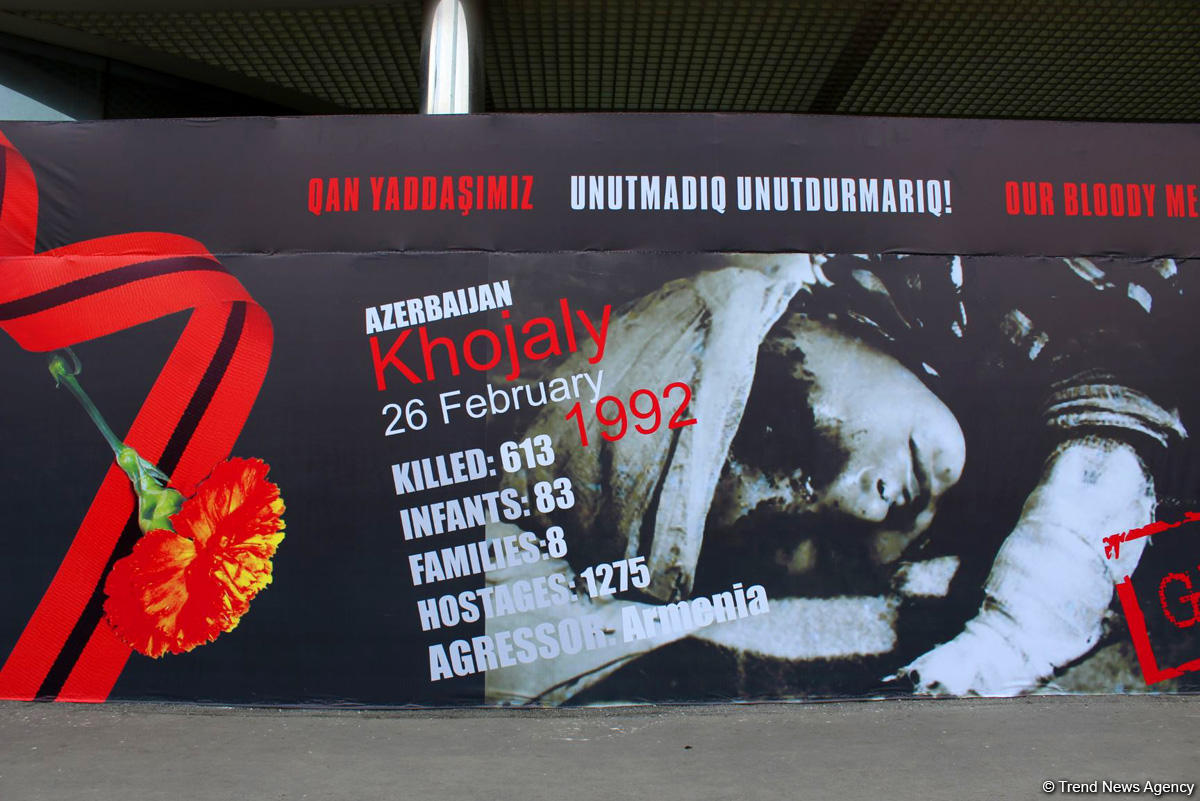 QAN YADDAŞIMIZ UNUTMADIQ UNUTDURMARIQ! OUR BLOODY ME
AZERBAIJAN
Khojaly
26 February
1992
KILLED: 613
INFANTS: 83
FAMILIES:8
HOSTAGES: 1275
AGRESSOR: Armenia
G
© Trend News Agency